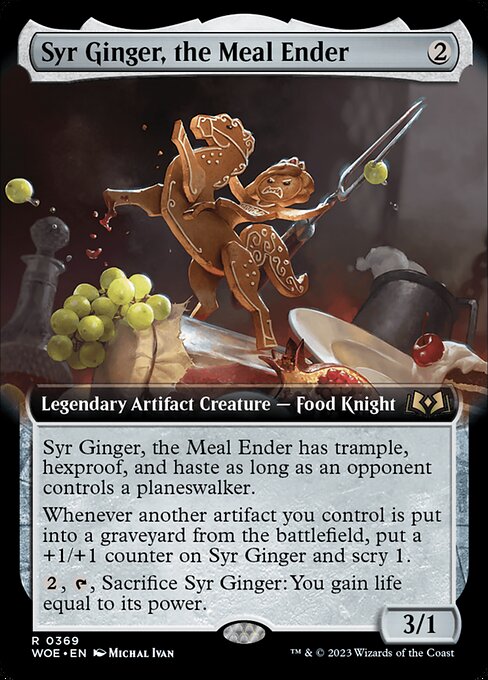 Syr Ginger, the Meal Ender 2
Legendary Artifact Creature — Food Knight
Syr Ginger, the Meal Ender has trample,
hexproof, and haste as long as an opponent
controls a planeswalker.
Whenever another artifact you control is put
into a graveyard from the battlefield, put a
+1/+1 counter on Syr Ginger and scry 1.
2, T, Sacrifice Syr Ginger: You gain life
equal to its power.
3/1
R 0369
WOE • EN Michal Ivan
™ & © 2023 Wizards of the Coast